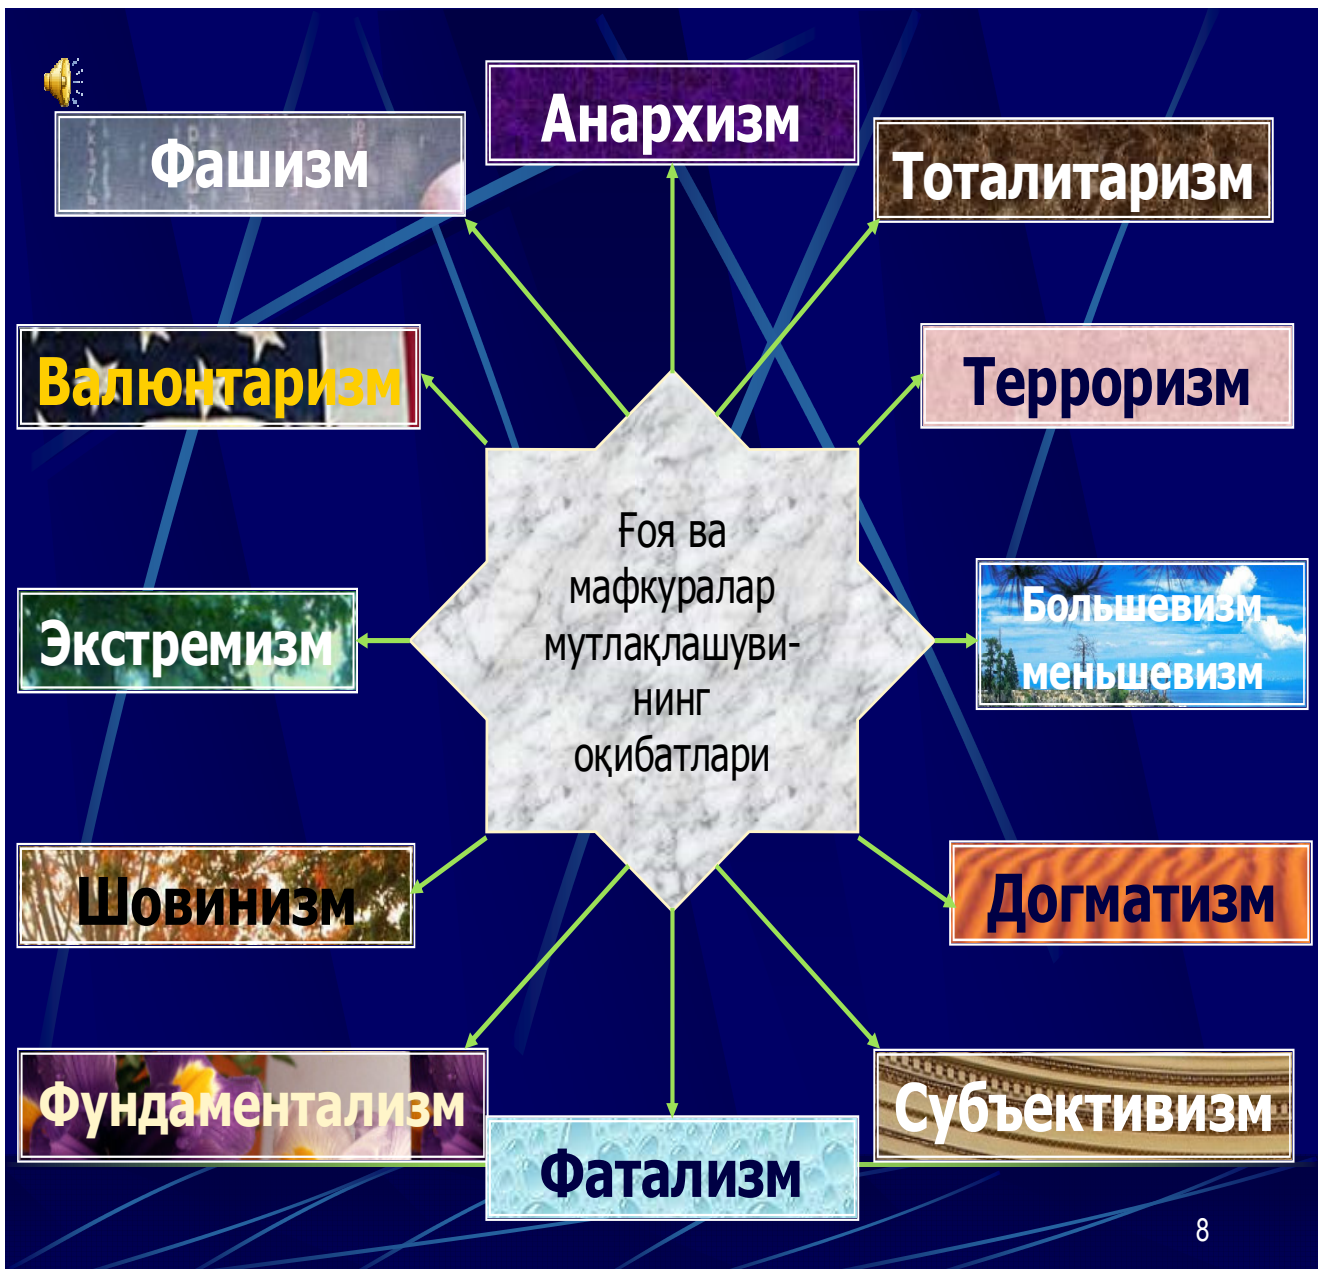 Анархизм
Фашизм
Тоталитаризм
Валюнтаризм
Терроризм
Ғоя ва
мафкуралар
мутлақлашуви-
нинг
оқибатлари
Экстремизм
Большевизм,
меньшевизм
Шовинизм
Догматизм
Фундаментализм
Субъективизм
Фатализм
8